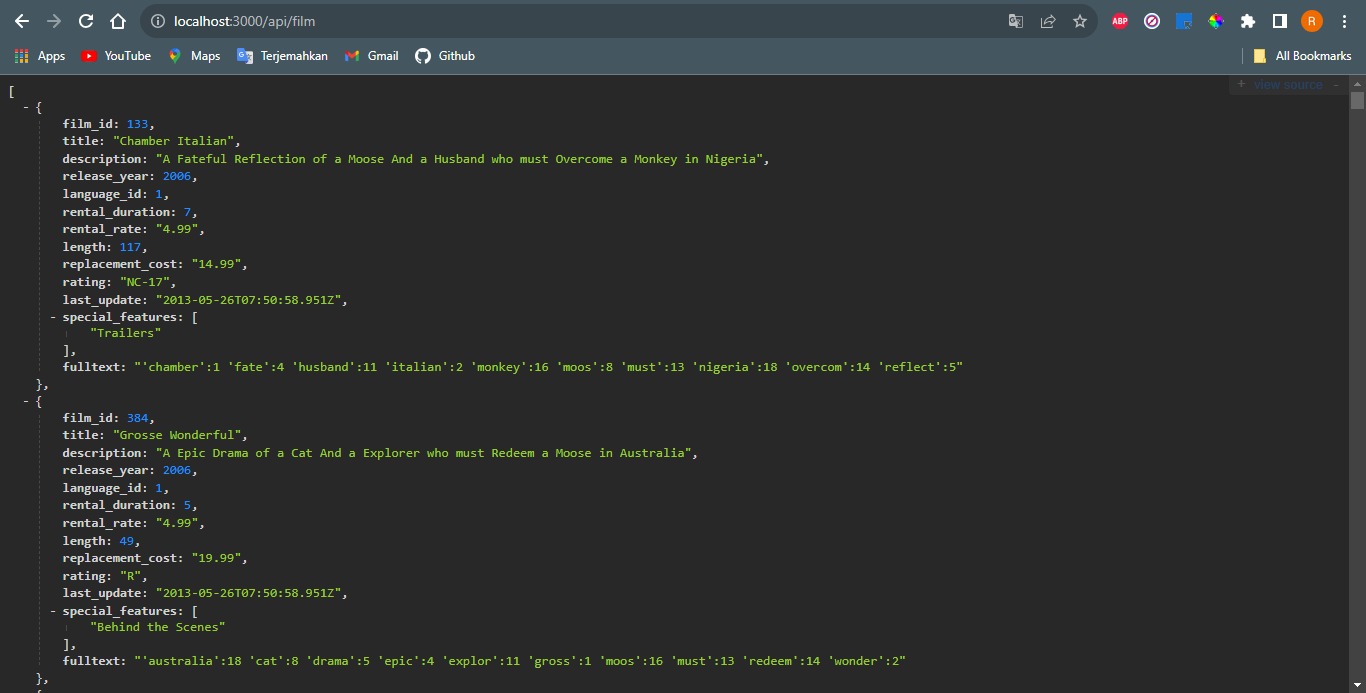 localhost:3000/api/film
ABP
R
Apps
YouTube
Maps
Terjemahkan
Gmail
Github
All Bookmarks
+ view source -
[
- {
film_id: 133,
title: "Chamber Italian",
description: "A Fateful Reflection of a Moose And a Husband who must Overcome a Monkey in Nigeria",
release_year: 2006,
language_id: 1,
rental_duration: 7,
rental_rate: "4.99",
length: 117,
replacement_cost: "14.99",
rating: "NC-17",
last_update: "2013-05-26T07:50:58.951Z",
- special_features: [
"Trailers"
],
fulltext: "'chamber':1 'fate':4 'husband':11 'italian':2 'monkey':16 'moos':8 'must':13 'nigeria':18 'overcom':14 'reflect':5"
},
- {
film_id: 384,
title: "Grosse Wonderful",
description: "A Epic Drama of a Cat And a Explorer who must Redeem a Moose in Australia",
release_year: 2006,
language_id: 1,
rental_duration: 5,
rental_rate: "4.99",
length: 49,
replacement_cost: "19.99",
rating: "R",
last_update: "2013-05-26T07:50:58.951Z",
- special_features: [
"Behind the Scenes"
],
fulltext: "'australia':18 'cat':8 'drama':5 'epic':4 'explor':11 'gross':1 'moos':16 'must':13 'redeem':14 'wonder':2"
},